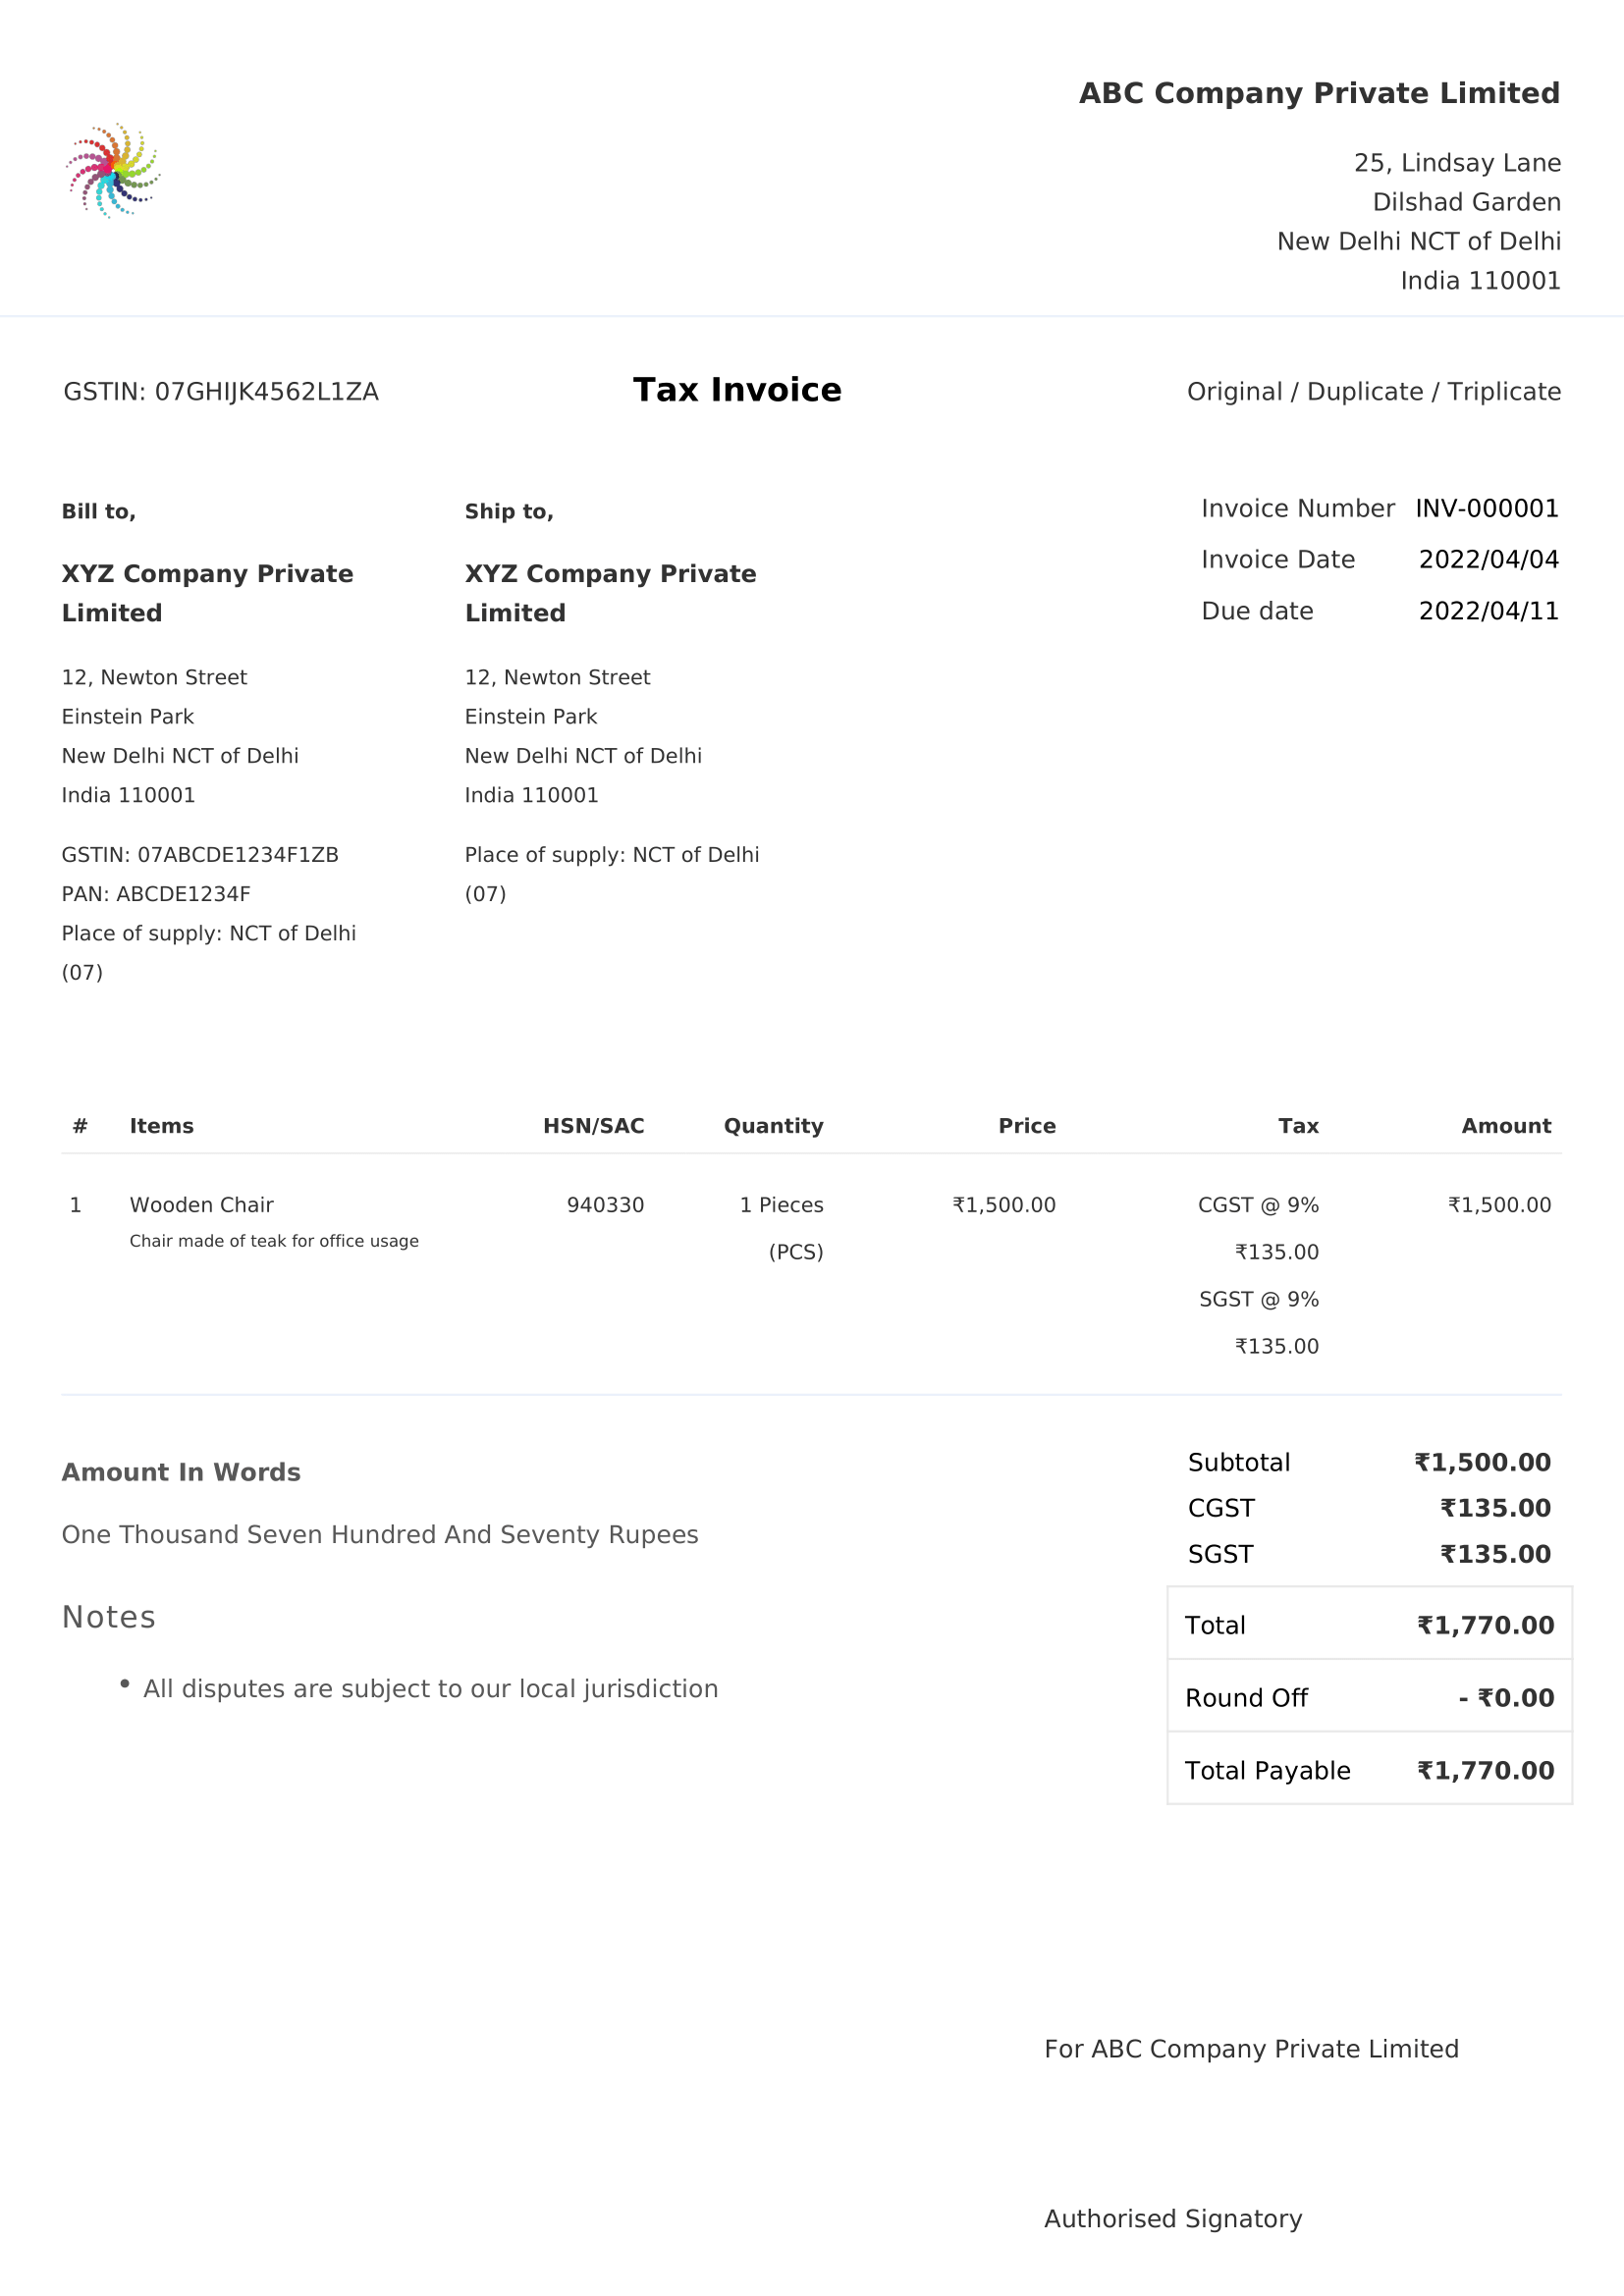 ABC Company Private Limited
25, Lindsay Lane
Dilshad Garden
New Delhi NCT of Delhi
India 110001
GSTIN: 07GHIJK4562L1ZA
Tax Invoice
Original / Duplicate / Triplicate
Bill to,
XYZ Company Private
Limited
12, Newton Street
Einstein Park
New Delhi NCT of Delhi
India 110001
GSTIN: 07ABCDE1234F1ZB
PAN: ABCDE1234F
Place of supply: NCT of Delhi
(07)
Ship to,
XYZ Company Private
Limited
12, Newton Street
Einstein Park
New Delhi NCT of Delhi
India 110001
Place of supply: NCT of Delhi
(07)
Invoice Number INV-000001
Invoice Date 2022/04/04
Due date 2022/04/11
# Items HSN/SAC Quantity Price Tax Amount
1 Wooden Chair 940330 1 Pieces ₹1,500.00 CGST @ 9% ₹1,500.00
Chair made of teak for office usage (PCS) ₹135.00
SGST @ 9%
₹135.00
Amount In Words
One Thousand Seven Hundred And Seventy Rupees
Notes
• All disputes are subject to our local jurisdiction
Subtotal ₹1,500.00
CGST ₹135.00
SGST ₹135.00
Total ₹1,770.00
Round Off - ₹0.00
Total Payable ₹1,770.00
For ABC Company Private Limited
Authorised Signatory